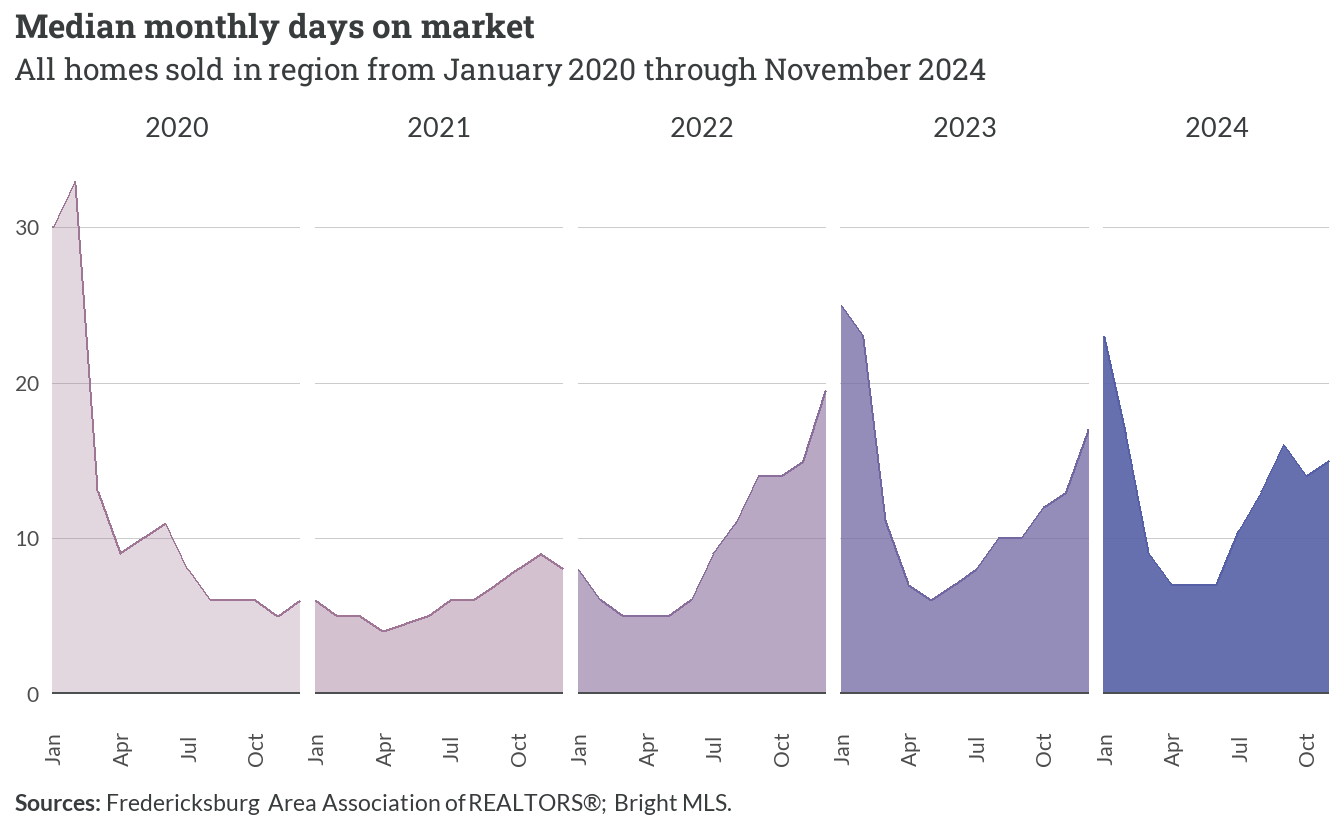 Median monthly days on market
All homes sold in region from January 2020 through November 2024
2020 2021 2022 2023 2024
30
20
10
0
Jan Apr Jul Oct Jan Apr Jul Oct Jan Apr Jul Oct Jan Apr Jul Oct Jan Apr Jul Oct
Sources: Fredericksburg Area Association of REALTORS®; Bright MLS.